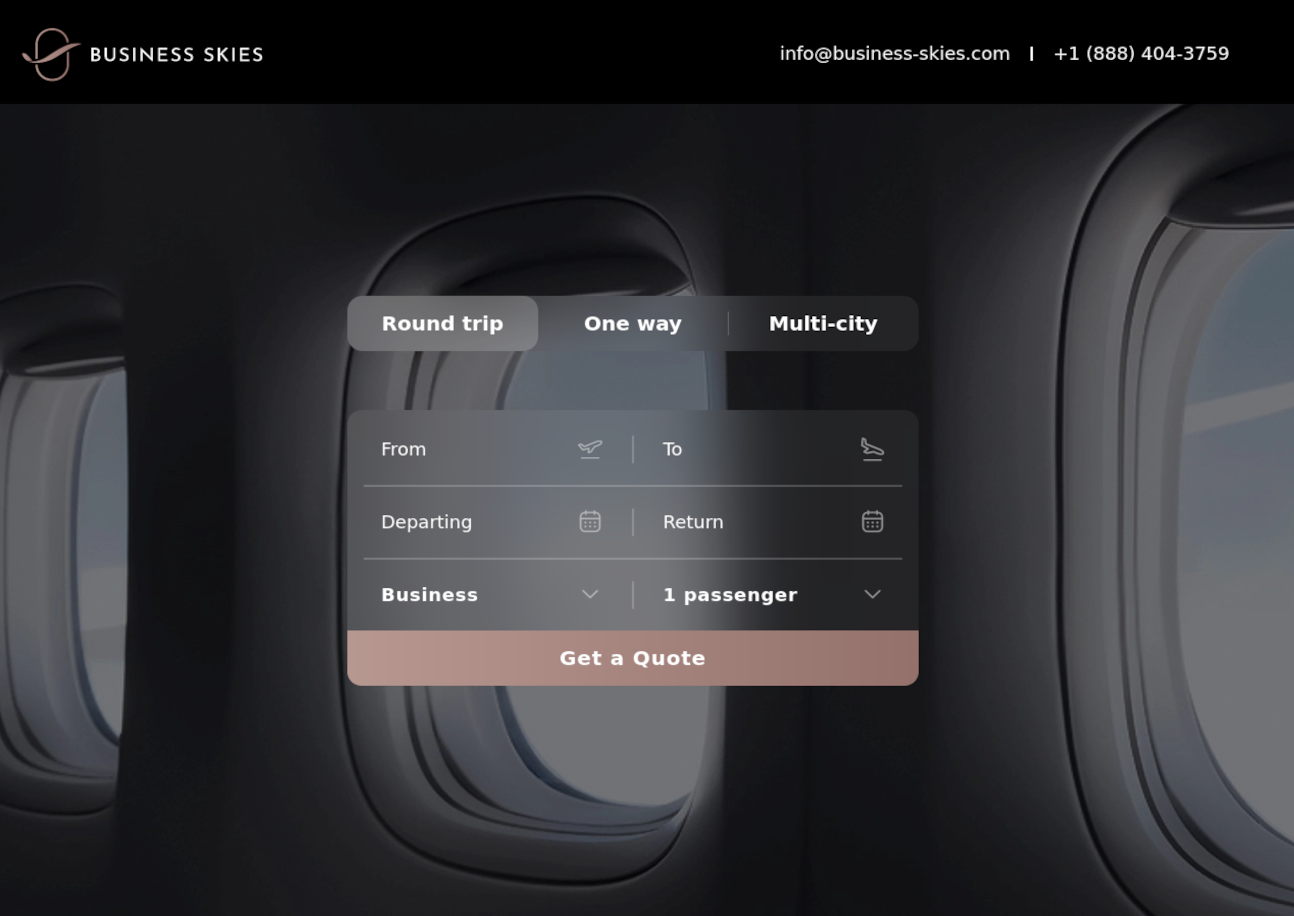 BUSINESS SKIES
info@business-skies.com | +1 (888) 404-3759
Round trip One way Multi-city
From To
Departing Return
Business 1 passenger
Get a Quote